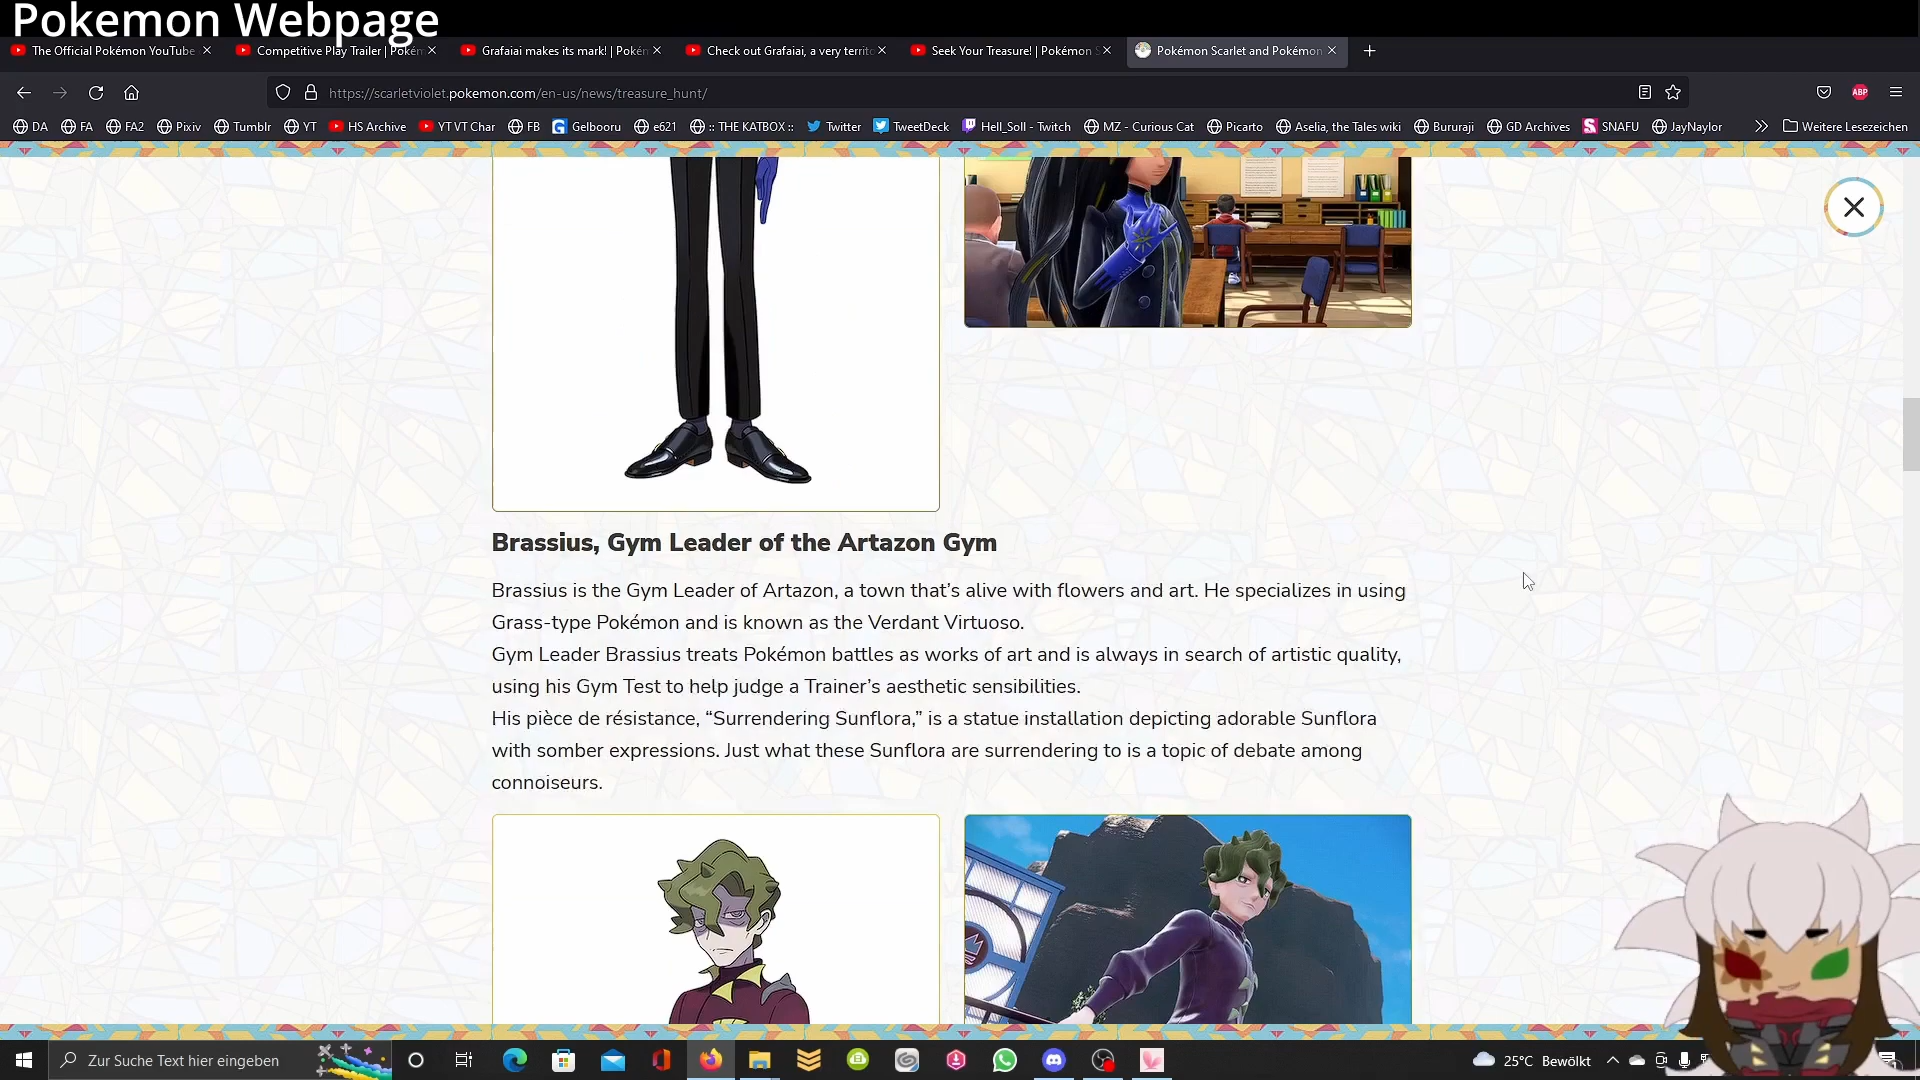 Pokemon Webpage
The Official Pokémon YouTube
Competitive Play Trailer | Pokém
Grafaiai makes its mark! | Pokén
Check out Grafaiai, a very territo
Seek Your Treasure! | Pokémon S
Pokémon Scarlet and Pokémon
https://scarletviolet.pokemon.com/en-us/news/treasure_hunt/
ABP
DA
FA
FA2
Pixiv
Tumblr
YT
HS Archive
YT VT Char
FB
Gelbooru
e621
:: THE KATBOX ::
Twitter
TweetDeck
Hell_Soll - Twitch
MZ - Curious Cat
Picarto
Aselia, the Tales wiki
Bururaji
GD Archives
SNAFU
JayNaylor
Weitere Lesezeichen
Brassius, Gym Leader of the Artazon Gym
Brassius is the Gym Leader of Artazon, a town that’s alive with flowers and art. He specializes in using
Grass-type Pokémon and is known as the Verdant Virtuoso.
Gym Leader Brassius treats Pokémon battles as works of art and is always in search of artistic quality,
using his Gym Test to help judge a Trainer’s aesthetic sensibilities.
His pièce de résistance, “Surrendering Sunflora,” is a statue installation depicting adorable Sunflora
with somber expressions. Just what these Sunflora are surrendering to is a topic of debate among
connoiseurs.
Zur Suche Text hier eingeben
25°C Bewölkt